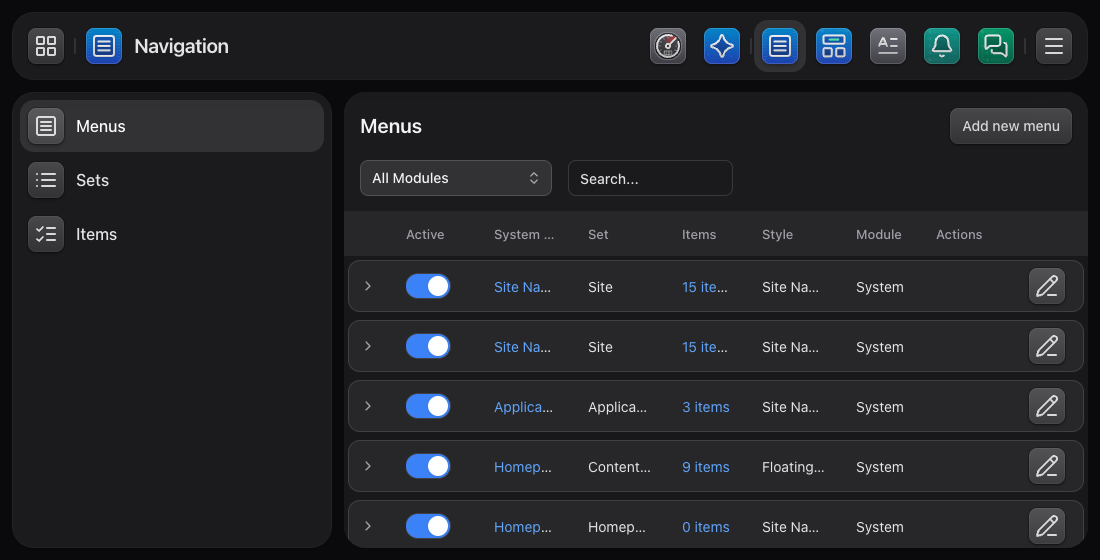 Navigation
Menus
Sets
Items
Menus
Add new menu
All Modules
Search...
Active System ... Set Items Style Module Actions
Site Na... Site 15 ite... Site Na... System
Site Na... Site 15 ite... Site Na... System
Applica... Applica... 3 items Site Na... System
Homep... Content... 9 items Floating... System
Homep... Homep... 0 items Site Na... System